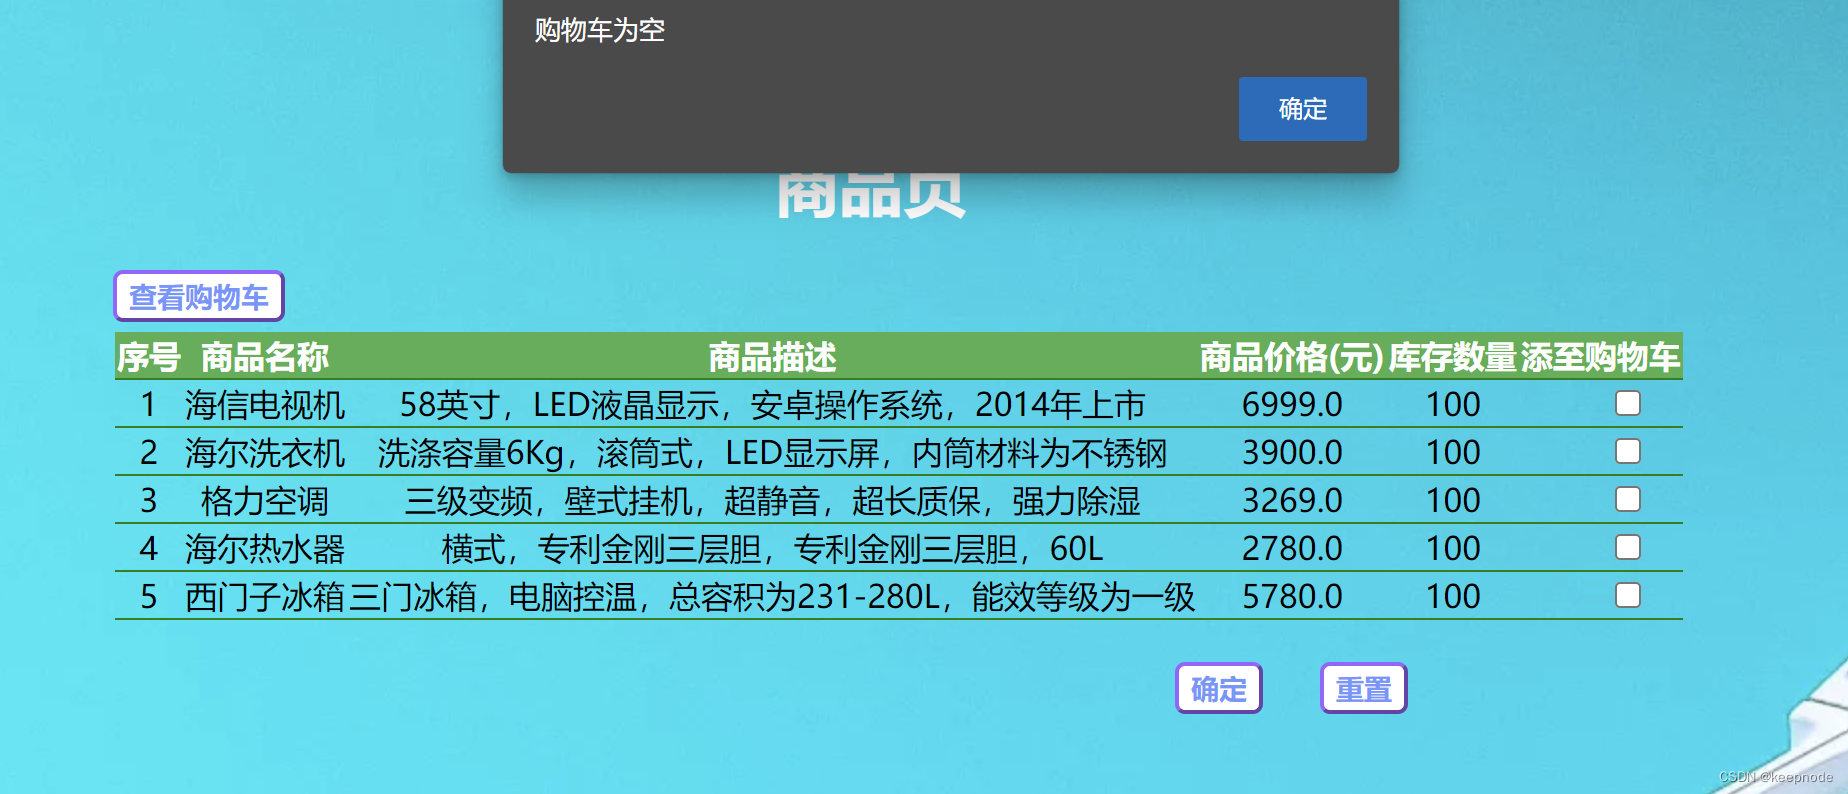 购物车为空
确定
商品页
查看购物车
序号 商品名称 商品描述 商品价格(元) 库存数量 添至购物车
1 海信电视机 58英寸，LED液晶显示，安卓操作系统，2014年上市 6999.0 100
2 海尔洗衣机 洗涤容量6Kg，滚筒式，LED显示屏，内筒材料为不锈钢 3900.0 100
3 格力空调 三级变频，壁式挂机，超静音，超长质保，强力除湿 3269.0 100
4 海尔热水器 横式，专利金刚三层胆，专利金刚三层胆，60L 2780.0 100
5 西门子冰箱 三门冰箱，电脑控温，总容积为231-280L，能效等级为一级 5780.0 100
确定 重置
CSDN @keepnode